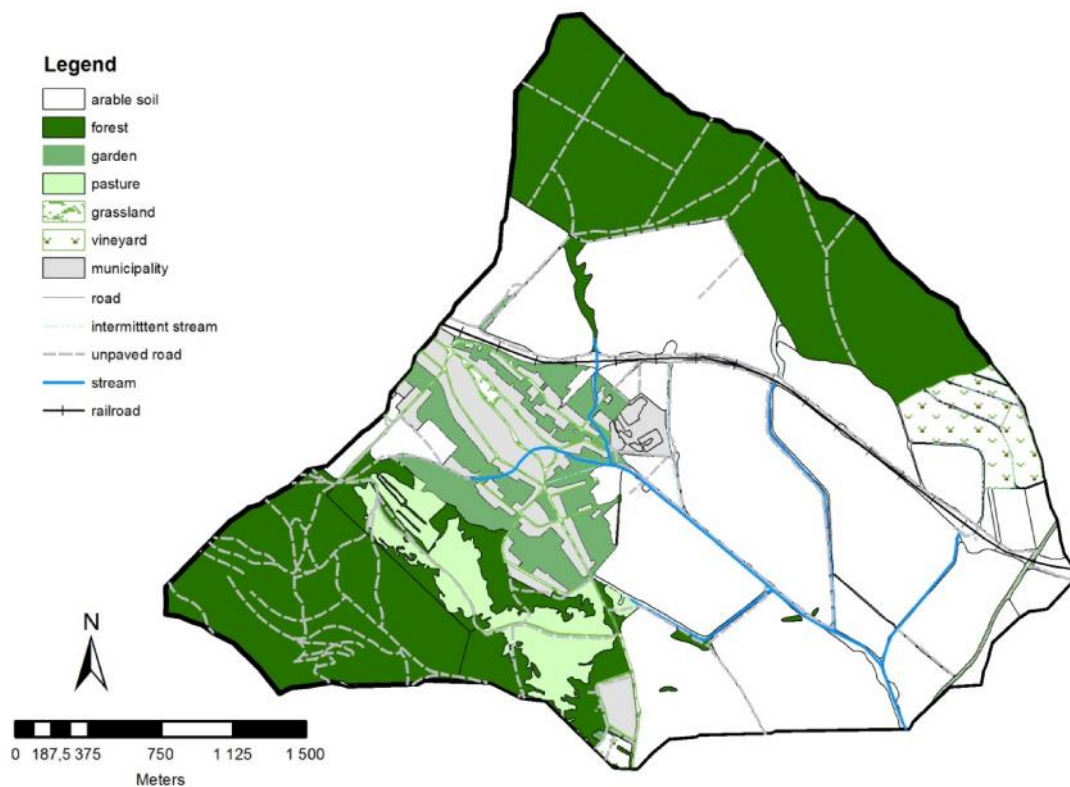 Legend
arable soil
forest
garden
pasture
grassland
vineyard
municipality
road
intermitttent stream
unpaved road
stream
railroad
N
0 187,5 375 750 1 125 1 500
Meters